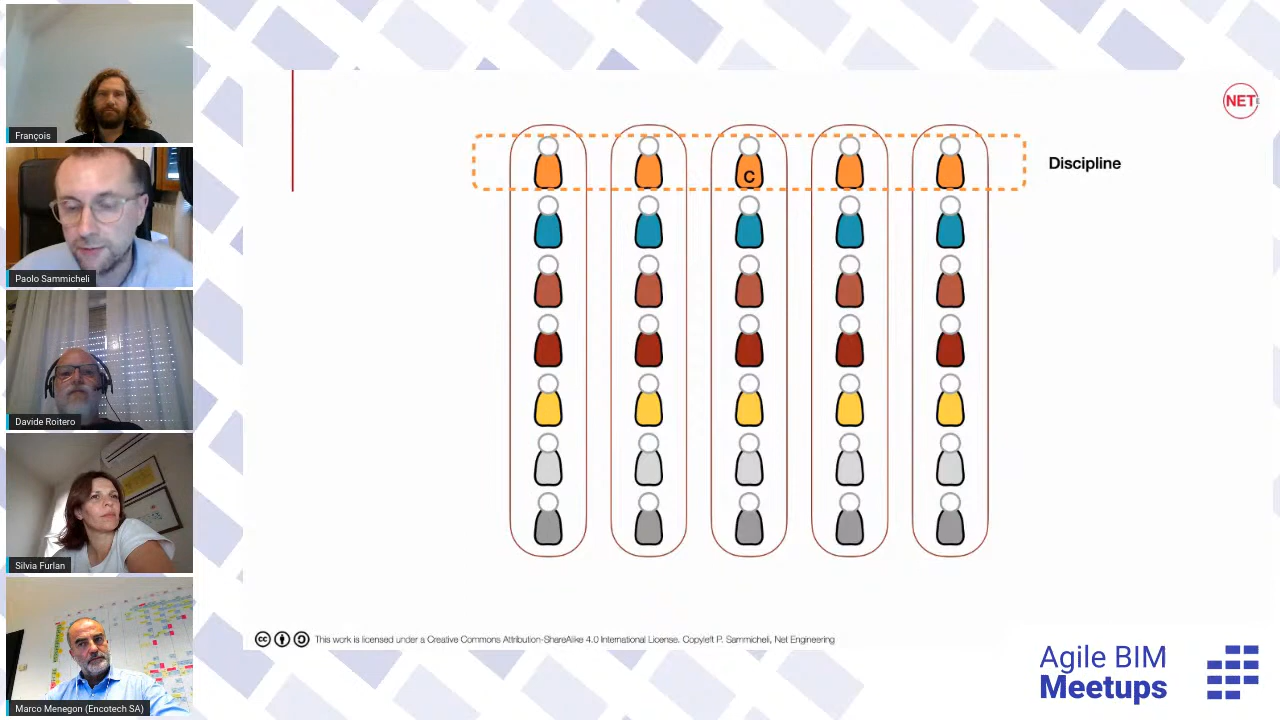 François
Paolo Sammicheli
Davide Roitero
Silvia Furlan
Marco Menegon (Encotech SA)
NET
Discipline
C
cc
This work is licensed under a Creative Commons Attribution-ShareAlike 4.0 International License. Copyleft P. Sammicheli, Net Engineering
Agile BIM
Meetups